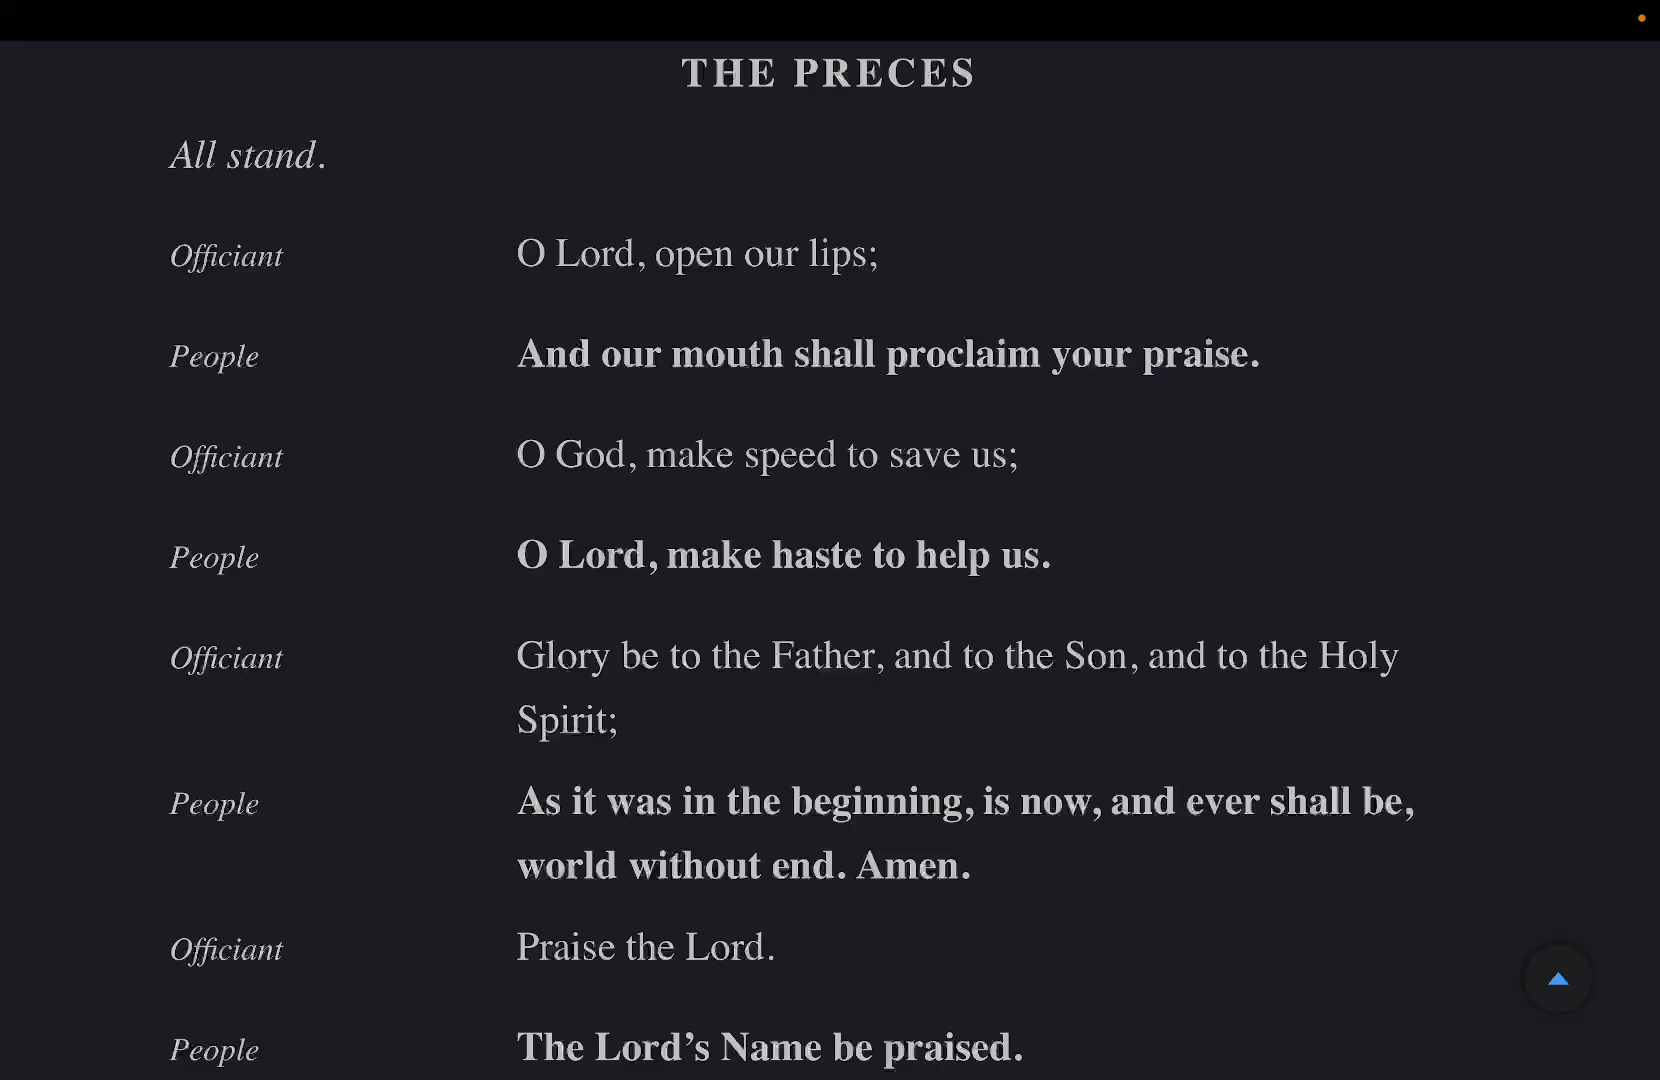 THE PRECES
All stand.
Officiant O Lord, open our lips;
People And our mouth shall proclaim your praise.
Officiant O God, make speed to save us;
People O Lord, make haste to help us.
Officiant Glory be to the Father, and to the Son, and to the Holy
Spirit;
People As it was in the beginning, is now, and ever shall be,
world without end. Amen.
Officiant Praise the Lord.
People The Lord’s Name be praised.